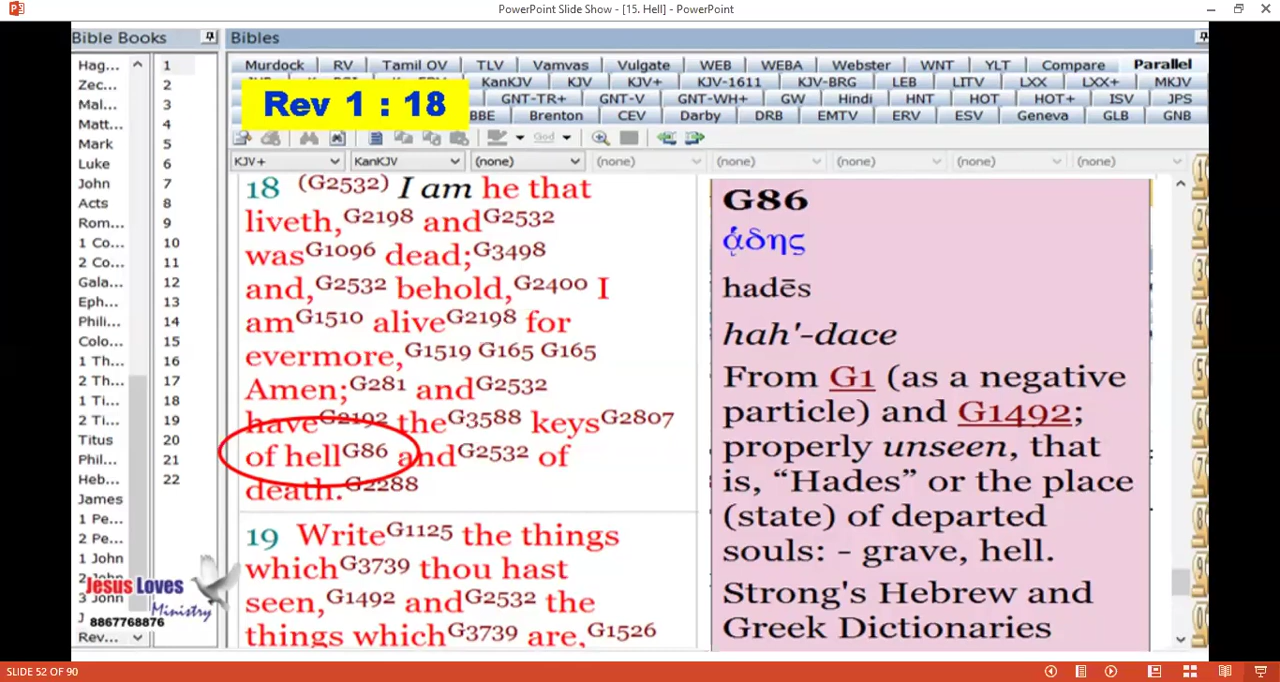 PowerPoint Slide Show - [15. Hell] - PowerPoint
Bible Books
Bibles
Hag...
Zec...
Mal...
Matt...
Mark
Luke
John
Acts
Rom...
1 Co...
2 Co...
Gala...
Eph...
Phili...
Colo...
1 Th...
2 Th...
1 Ti...
2 Ti...
Titus
Phil...
Heb...
James
1 Pe...
2 Pe...
1 John
2 John
3 John
J
Rev...
1
2
3
4
5
6
7
8
9
10
11
12
13
14
15
16
17
18
19
20
21
22
Murdock RV Tamil OV TLV Vamvas Vulgate WEB WEBA Webster WNT YLT Compare Parallel
KanKJV KJV KJV+ KJV-1611 KJV-BRG LEB LITV LXX LXX+ MKJV
GNT-TR+ GNT-V GNT-WH+ GW Hindi HNT HOT HOT+ ISV JPS
BBE Brenton CEV Darby DRB EMTV ERV ESV Geneva GLB GNB
Rev 1 : 18
God
KJV+ KanKJV (none) (none) (none) (none) (none) (none)
18 (G2532) I am he that
liveth,G2198 andG2532
wasG1096 dead;G3498
and,G2532 behold,G2400 I
amG1510 aliveG2198 for
evermore,G1519 G165 G165
Amen;G281 andG2532
haveG2192 theG3588 keysG2807
of hellG86 andG2532 of
death.G2288
19 WriteG1125 the things
whichG3739 thou hast
seen,G1492 andG2532 the
things whichG3739 are,G1526
G86
ᾅδης
hadēs
hah'-dace
From G1 (as a negative
particle) and G1492;
properly unseen, that
is, “Hades” or the place
(state) of departed
souls: - grave, hell.
Strong's Hebrew and
Greek Dictionaries
Jesus Loves
Ministry
8867768876
SLIDE 52 OF 90